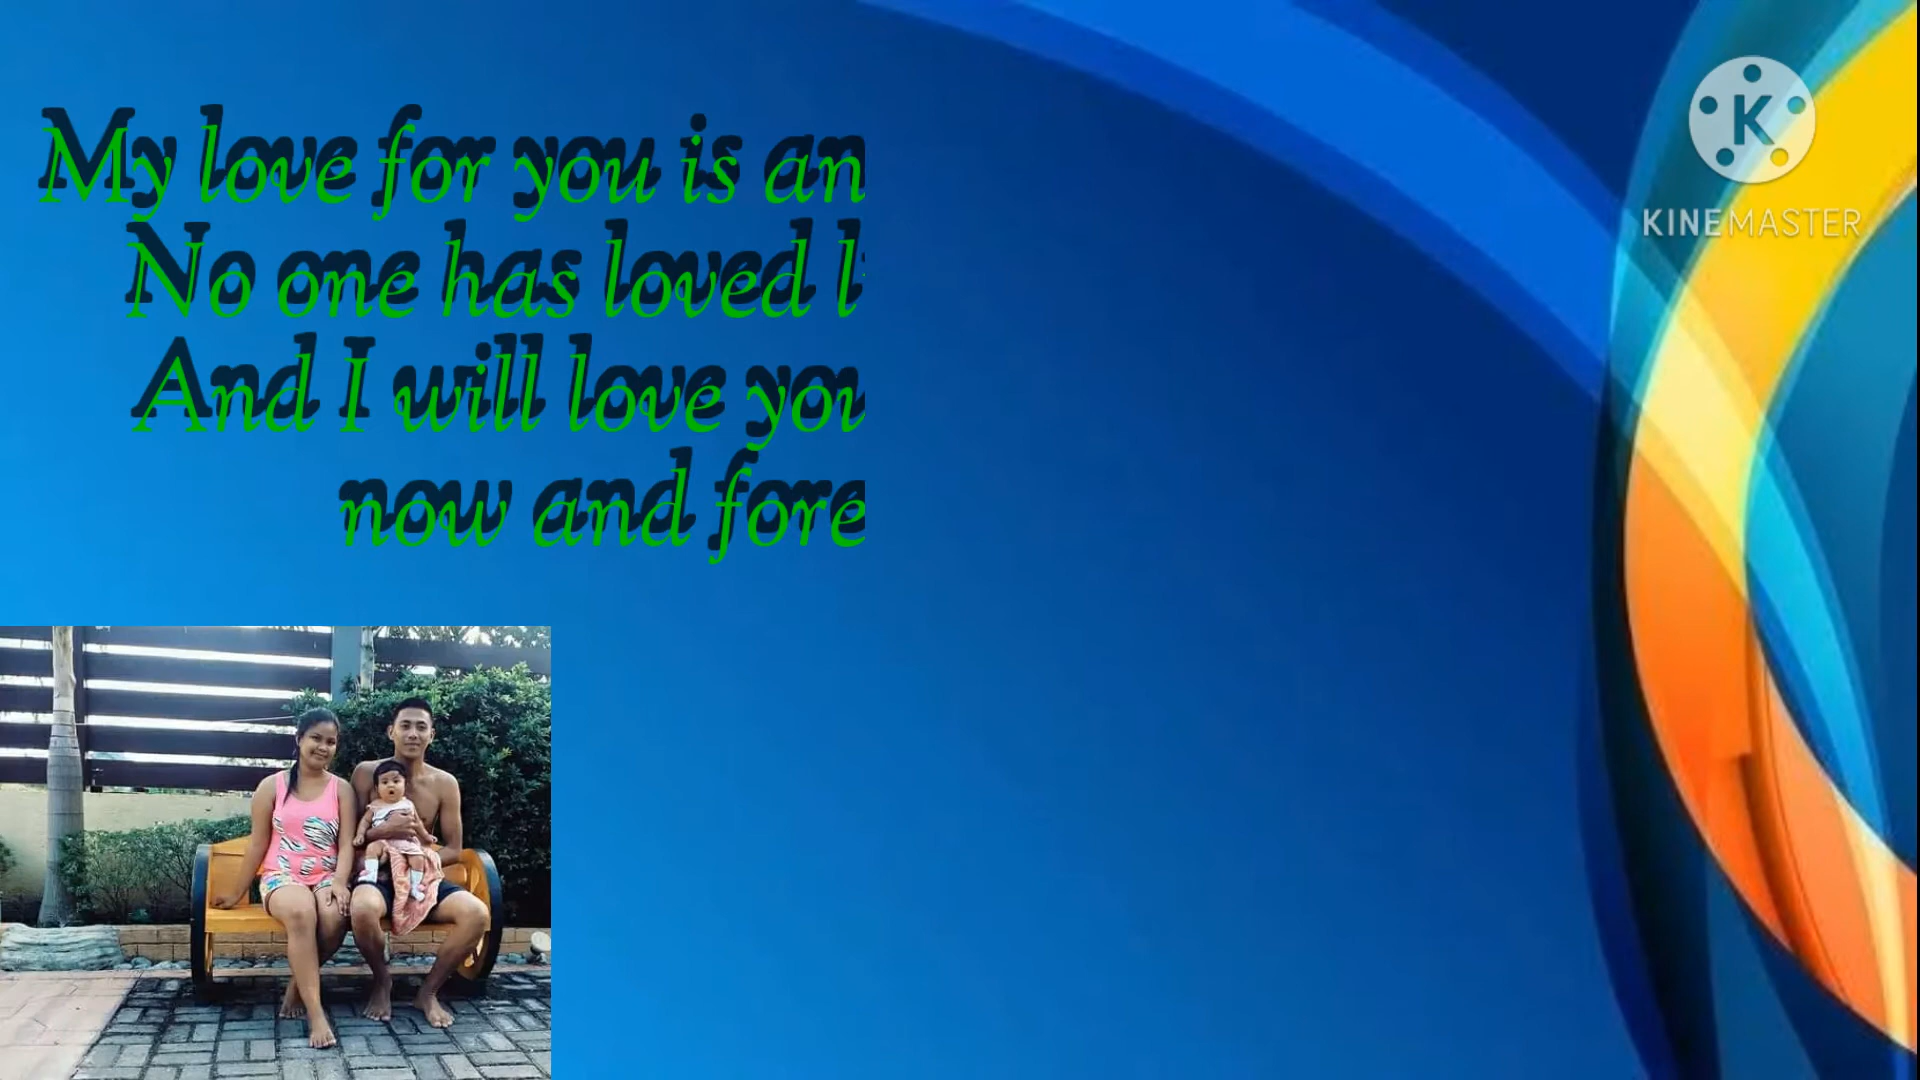 My love for you is an
No one has loved l
And I will love you
now and fore
K
KINEMASTER